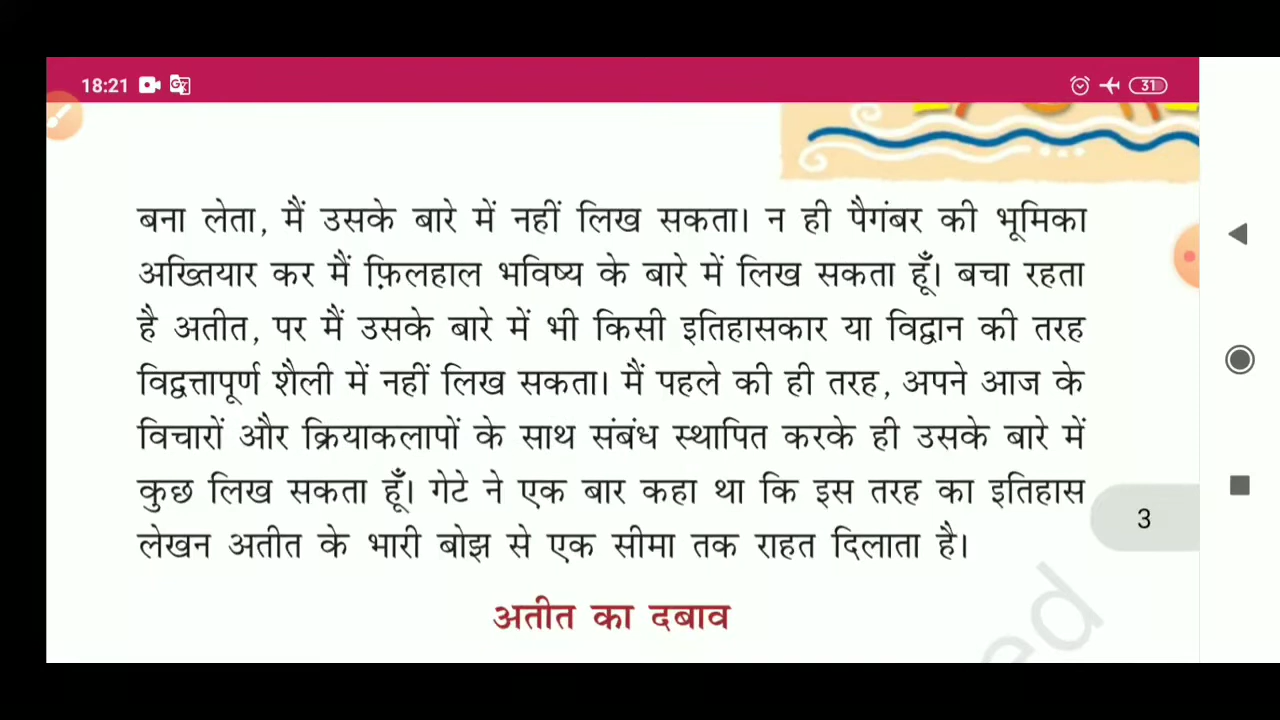 18:21
31
बना लेता, मैं उसके बारे में नहीं लिख सकता। न ही पैगंबर की भूमिका
अख्तियार कर मैं फ़िलहाल भविष्य के बारे में लिख सकता हूँ। बचा रहता
है अतीत, पर मैं उसके बारे में भी किसी इतिहासकार या विद्वान की तरह
विद्वत्तापूर्ण शैली में नहीं लिख सकता। मैं पहले की ही तरह, अपने आज के
विचारों और क्रियाकलापों के साथ संबंध स्थापित करके ही उसके बारे में
कुछ लिख सकता हूँ। गेटे ने एक बार कहा था कि इस तरह का इतिहास
लेखन अतीत के भारी बोझ से एक सीमा तक राहत दिलाता है।
3
अतीत का दबाव
ed